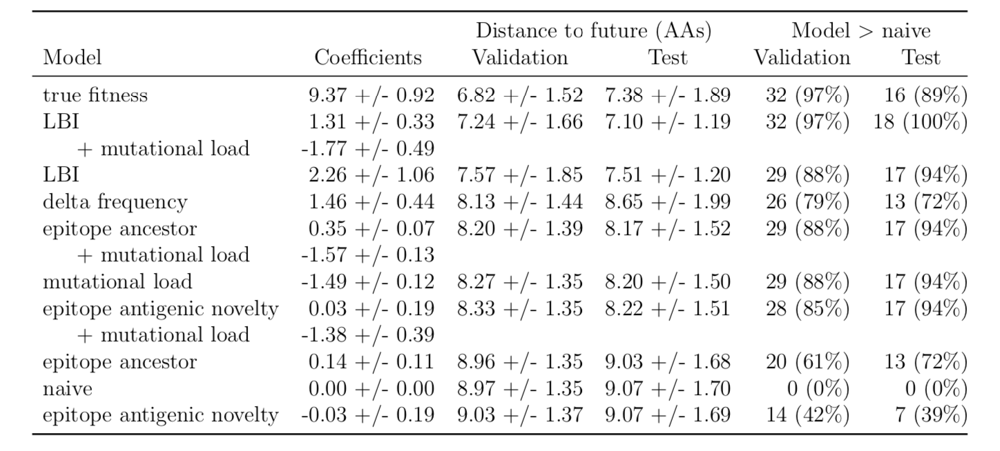 Distance to future (AAs) Model > naive
Model Coefficients Validation Test Validation Test
true fitness 9.37 +/- 0.92 6.82 +/- 1.52 7.38 +/- 1.89 32 (97%) 16 (89%)
LBI 1.31 +/- 0.33 7.24 +/- 1.66 7.10 +/- 1.19 32 (97%) 18 (100%)
+ mutational load -1.77 +/- 0.49
LBI 2.26 +/- 1.06 7.57 +/- 1.85 7.51 +/- 1.20 29 (88%) 17 (94%)
delta frequency 1.46 +/- 0.44 8.13 +/- 1.44 8.65 +/- 1.99 26 (79%) 13 (72%)
epitope ancestor 0.35 +/- 0.07 8.20 +/- 1.39 8.17 +/- 1.52 29 (88%) 17 (94%)
+ mutational load -1.57 +/- 0.13
mutational load -1.49 +/- 0.12 8.27 +/- 1.35 8.20 +/- 1.50 29 (88%) 17 (94%)
epitope antigenic novelty 0.03 +/- 0.19 8.33 +/- 1.35 8.22 +/- 1.51 28 (85%) 17 (94%)
+ mutational load -1.38 +/- 0.39
epitope ancestor 0.14 +/- 0.11 8.96 +/- 1.35 9.03 +/- 1.68 20 (61%) 13 (72%)
naive 0.00 +/- 0.00 8.97 +/- 1.35 9.07 +/- 1.70 0 (0%) 0 (0%)
epitope antigenic novelty -0.03 +/- 0.19 9.03 +/- 1.37 9.07 +/- 1.69 14 (42%) 7 (39%)